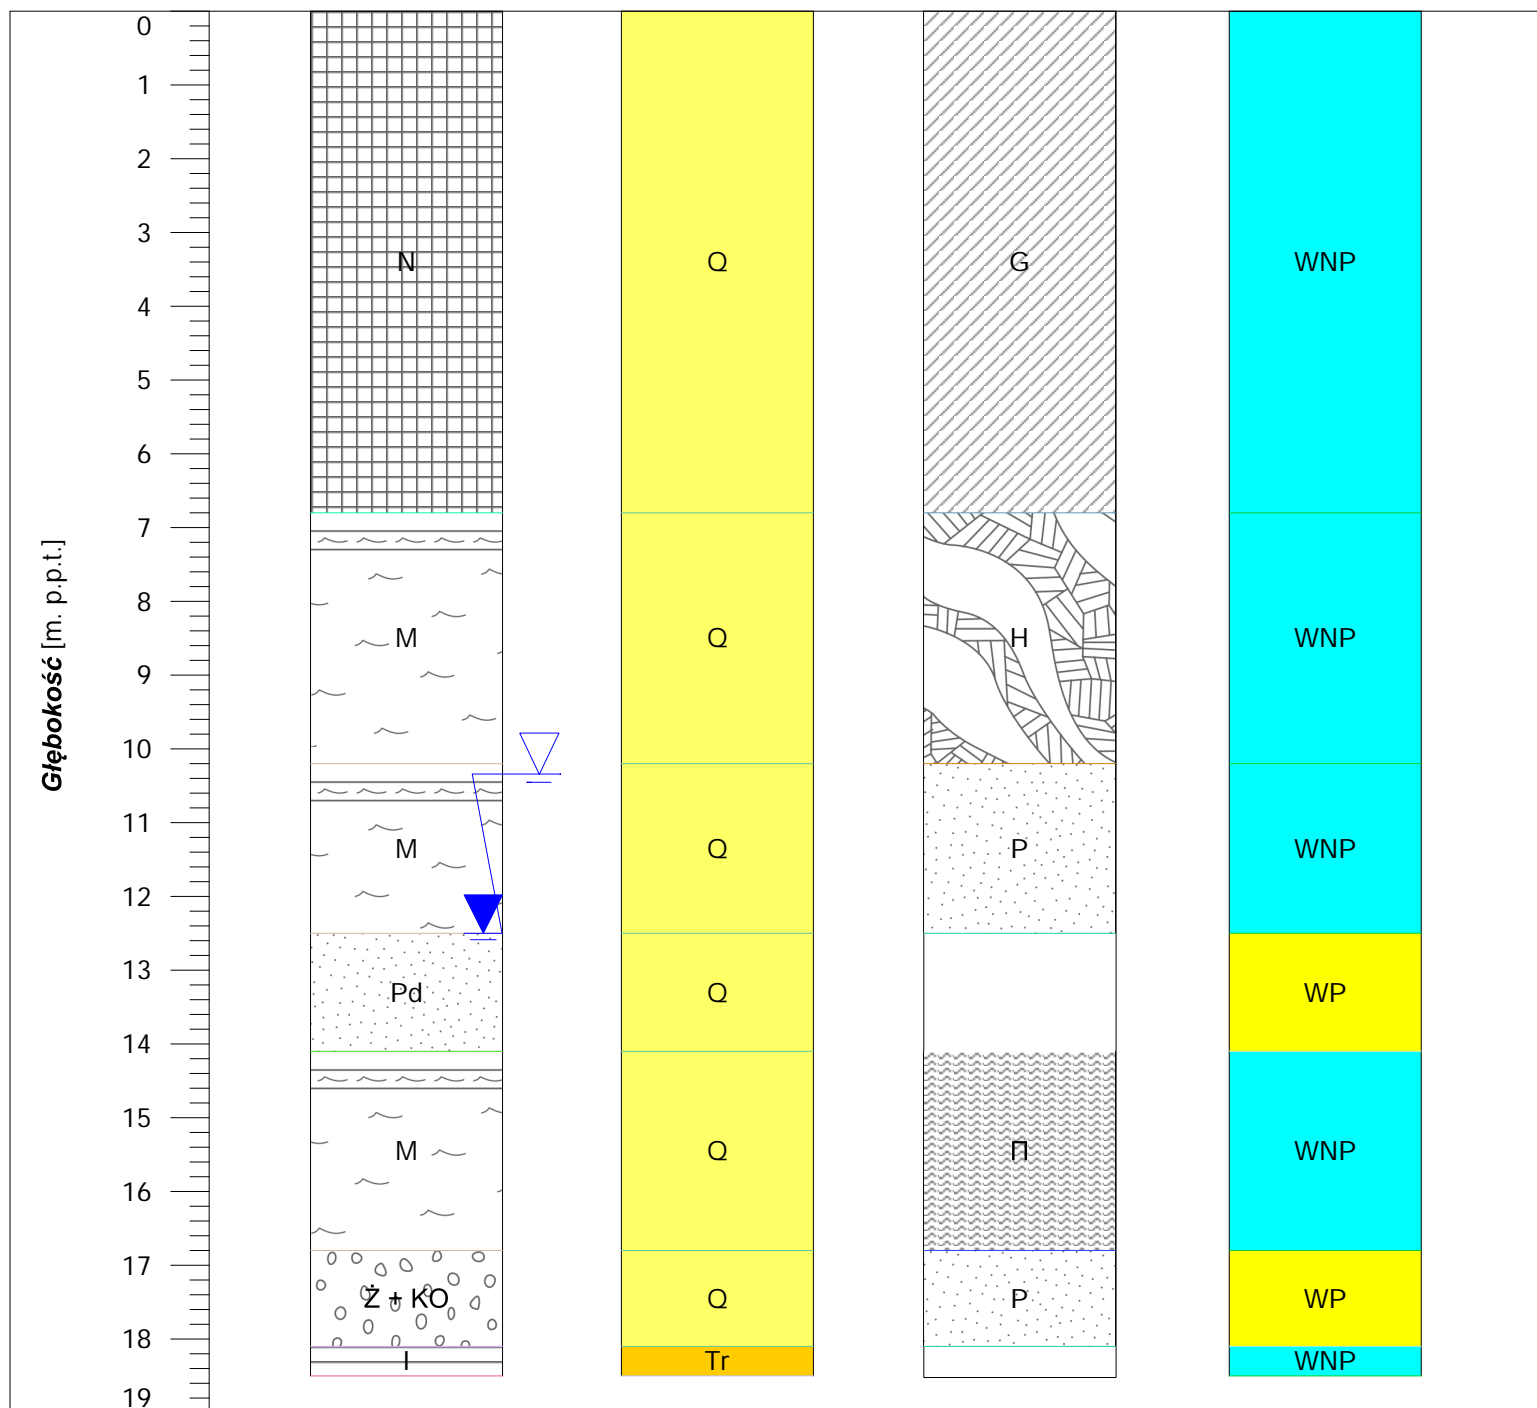 0
1
2
3
N Q G WNP
4
5
6
7
8
M Q H WNP
9
Głębokość [m. p.p.t.]
10
11
M Q P WNP
12
13
Pd Q WP
14
15
M Q П WNP
16
17
Ż + KO Q P WP
18
I Tr WNP
19